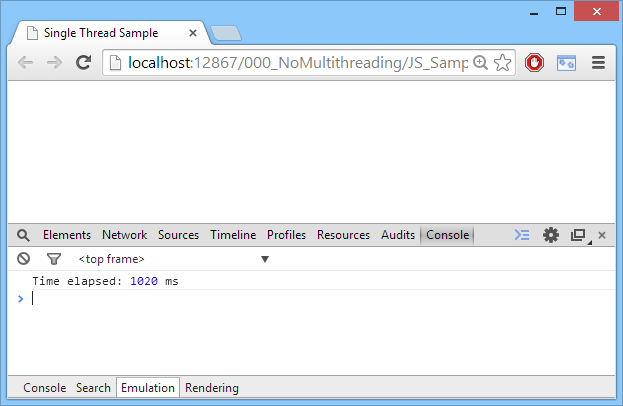 Single Thread Sample
localhost:12867/000_NoMultithreading/JS_Samp
Elements Network Sources Timeline Profiles Resources Audits Console
<top frame>
Time elapsed: 1020 ms
Console Search Emulation Rendering